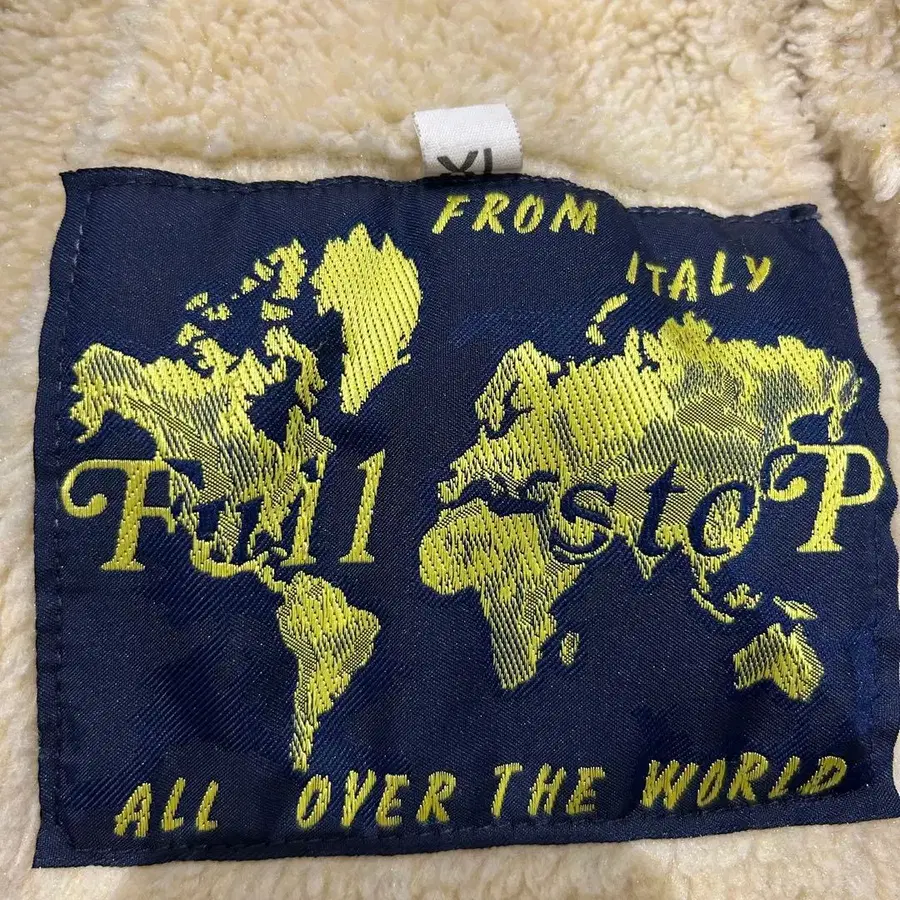 XL
FROM
ITALY
Full stoP
ALL OVER THE WORLD